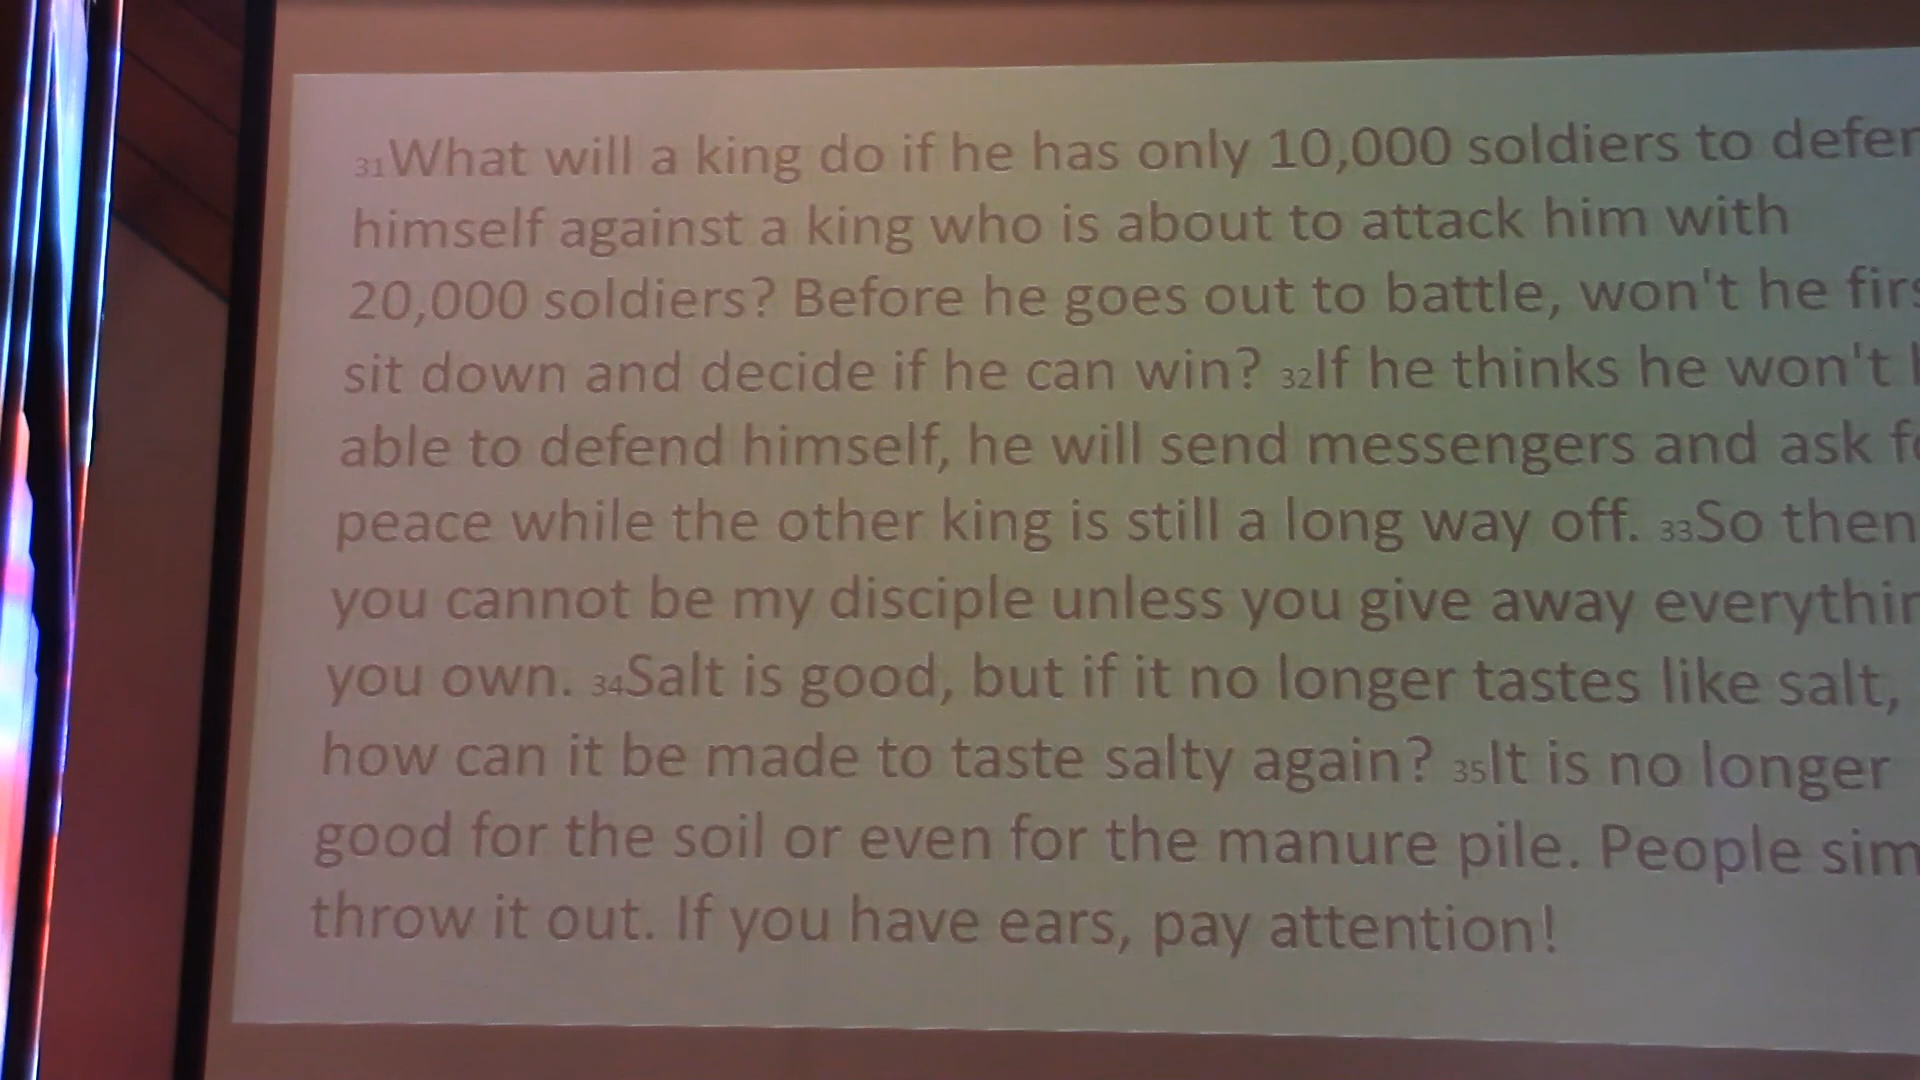 31What will a king do if he has only 10,000 soldiers to defen
himself against a king who is about to attack him with
20,000 soldiers? Before he goes out to battle, won't he firs
sit down and decide if he can win? 32If he thinks he won't
able to defend himself, he will send messengers and ask fo
peace while the other king is still a long way off. 33So then
you cannot be my disciple unless you give away everythin
you own. 34Salt is good, but if it no longer tastes like salt,
how can it be made to taste salty again? 35It is no longer
good for the soil or even for the manure pile. People sim
throw it out. If you have ears, pay attention!